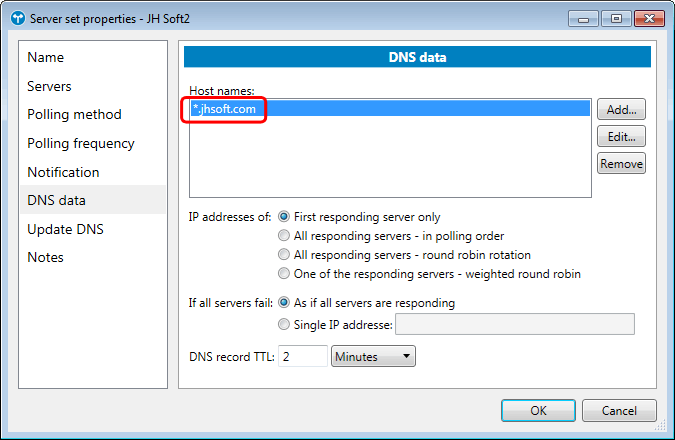 Server set properties - JH Soft2
Name
Servers
Polling method
Polling frequency
Notification
DNS data
Update DNS
Notes
DNS data
Host names:
*.jhsoft.com
Add...
Edit...
Remove
IP addresses of: First responding server only
All responding servers - in polling order
All responding servers - round robin rotation
One of the responding servers - weighted round robin
If all servers fail: As if all servers are responding
Single IP addresse:
DNS record TTL: 2 Minutes
OK Cancel